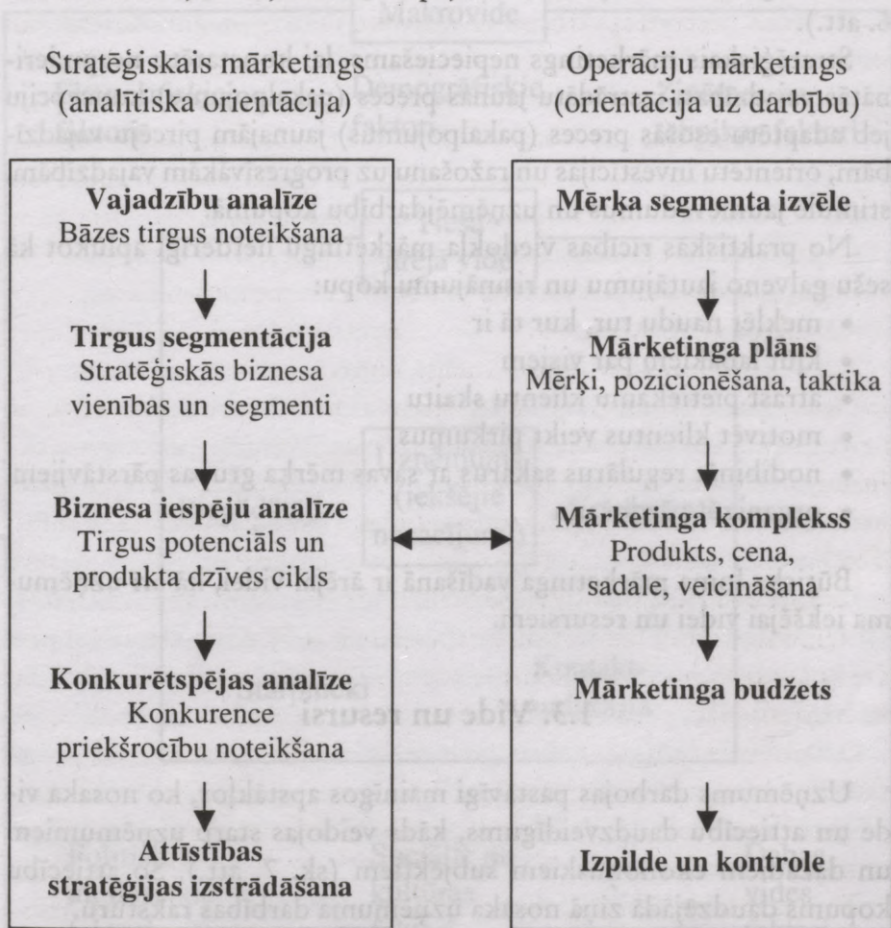 Stratēģiskais mārketings
(analītiska orientācija)
Vajadzību analīze
Bāzes tirgus noteikšana
Tirgus segmentācija
Stratēģiskās biznesa
vienības un segmenti
Biznesa iespēju analīze
Tirgus potenciāls un
produkta dzīves cikls
Konkurētspējas analīze
Konkurence
priekšrocību noteikšana
Attīstības
stratēģijas izstrādāšana
Operāciju mārketings
(orientācija uz darbību)
Mērķa segmenta izvēle
Mārketinga plāns
Mērķi, pozicionēšana, taktika
Mārketinga komplekss
Produkts, cena,
sadale, veicināšana
Mārketinga budžets
Izpilde un kontrole